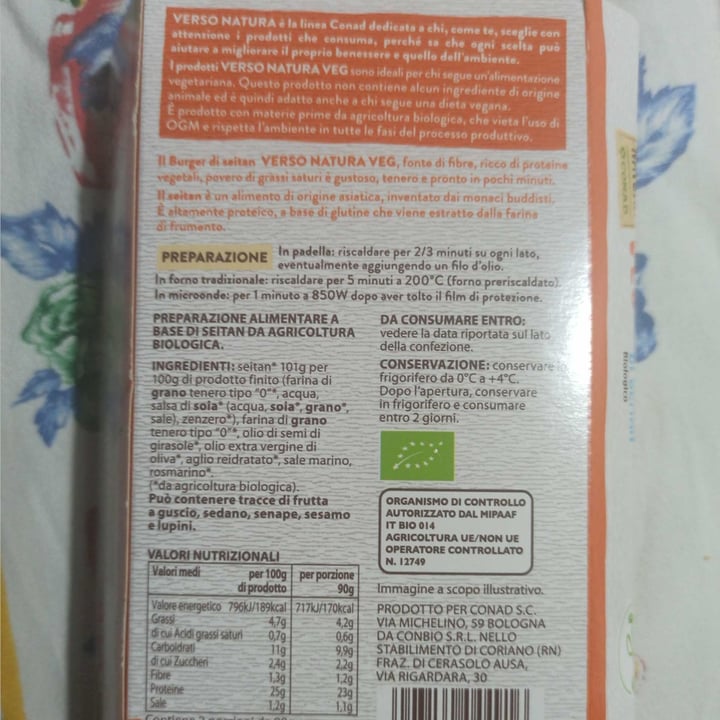 VERSO NATURA è la linea Conad dedicata a chi, come te, sceglie con
attenzione i prodotti che consuma, perché sa che ogni scelta può
aiutare a migliorare il proprio benessere e quello dell'ambiente.
I prodotti VERSO NATURA VEG sono ideali per chi segue un'alimentazione
vegetariana. Questo prodotto non contiene alcun ingrediente di origine
animale ed è quindi adatto anche a chi segue una dieta vegana.
È prodotto con materie prime da agricoltura biologica, che vieta l'uso di
OGM e rispetta l'ambiente in tutte le fasi del processo produttivo.
Il Burger di seitan VERSO NATURA VEG, fonte di fibre, ricco di proteine
vegetali, povero di grassi saturi è gustoso, tenero e pronto in pochi minuti.
Il seitan è un alimento di origine asiatica, inventato dai monaci buddisti.
È altamente proteico, a base di glutine che viene estratto dalla farina
di frumento.
PREPARAZIONE In padella: riscaldare per 2/3 minuti su ogni lato,
eventualmente aggiungendo un filo d'olio.
In forno tradizionale: riscaldare per 5 minuti a 200°C (forno preriscaldato).
In microonde: per 1 minuto a 850W dopo aver tolto il film di protezione.
PREPARAZIONE ALIMENTARE A
BASE DI SEITAN DA AGRICOLTURA
BIOLOGICA.
INGREDIENTI: seitan* 101g per
100g di prodotto finito (farina di
grano tenero tipo "0"*, acqua,
salsa di soia* (acqua, soia*, grano*,
sale), zenzero*), farina di grano
tenero tipo "0"*, olio di semi di
girasole*, olio extra vergine di
oliva*, aglio reidratato*, sale marino,
rosmarino*.
(*da agricoltura biologica).
Può contenere tracce di frutta
a guscio, sedano, senape, sesamo
e lupini.
DA CONSUMARE ENTRO:
vedere la data riportata sul lato
della confezione.
CONSERVAZIONE: conservare in
frigorifero da 0°C a +4°C.
Dopo l'apertura, conservare
in frigorifero e consumare
entro 2 giorni.
ORGANISMO DI CONTROLLO
AUTORIZZATO DAL MIPAAF
IT BIO 014
AGRICOLTURA UE/NON UE
OPERATORE CONTROLLATO
N. 12749
VALORI NUTRIZIONALI
Valori medi per 100g di prodotto per porzione 90g
Valore energetico 796kJ/189kcal 717kJ/170kcal
Grassi 4,7g 4,2g
di cui Acidi grassi saturi 0,7g 0,6g
Carboidrati 11g 9,9g
di cui Zuccheri 2,4g 2,2g
Fibre 1,3g 1,2g
Proteine 25g 23g
Sale 1,2g 1,1g
Immagine a scopo illustrativo.
PRODOTTO PER CONAD S.C.
VIA MICHELINO, 59 BOLOGNA
DA CONBIO S.R.L. NELLO
STABILIMENTO DI CORIANO (RN)
FRAZ. DI CERASOLO AUSA,
VIA RIGARDARA, 30
CONAD
Biologico